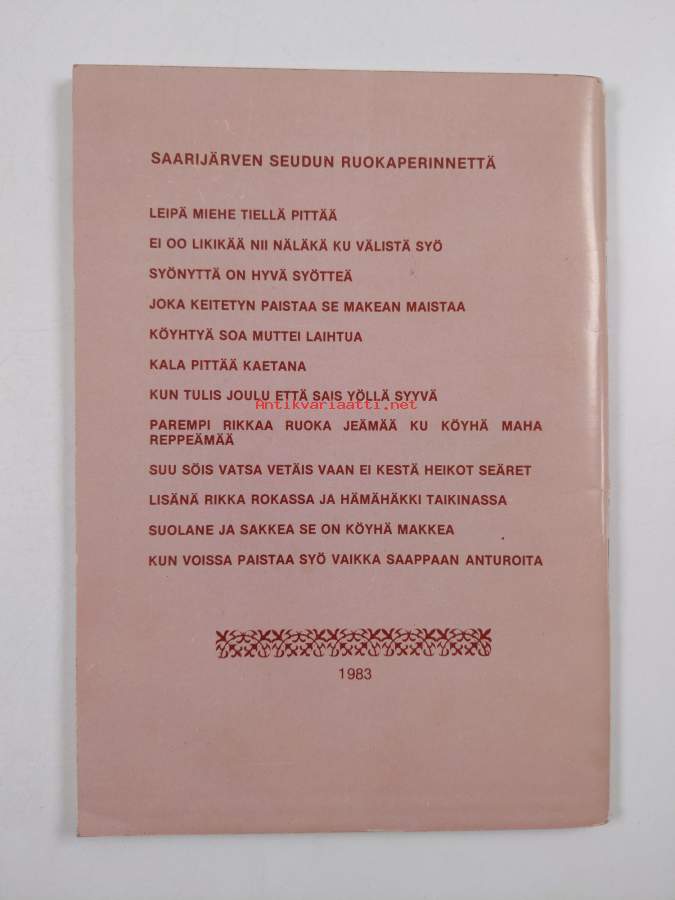 SAARIJÄRVEN SEUDUN RUOKAPERINNETTÄ
LEIPÄ MIEHE TIELLÄ PITTÄÄ
EI OO LIKIKÄÄ NII NÄLÄKÄ KU VÄLISTÄ SYÖ
SYÖNYTTÄ ON HYVÄ SYÖTTEÄ
JOKA KEITETYN PAISTAA SE MAKEAN MAISTAA
KÖYHTYÄ SOA MUTTEI LAIHTUA
KALA PITTÄÄ KAETANA
KUN TULIS JOULU ETTÄ SAIS YÖLLÄ SYYVÄ
Antikvariaatti.net
PAREMPI RIKKAA RUOKA JEÄMÄÄ KU KÖYHÄ MAHA
REPPEÄMÄÄ
SUU SÖIS VATSA VETÄIS VAAN EI KESTÄ HEIKOT SEÄRET
LISÄNÄ RIKKA ROKASSA JA HÄMÄHÄKKI TAIKINASSA
SUOLANE JA SAKKEA SE ON KÖYHÄ MAKKEA
KUN VOISSA PAISTAA SYÖ VAIKKA SAAPPAAN ANTUROITA
1983